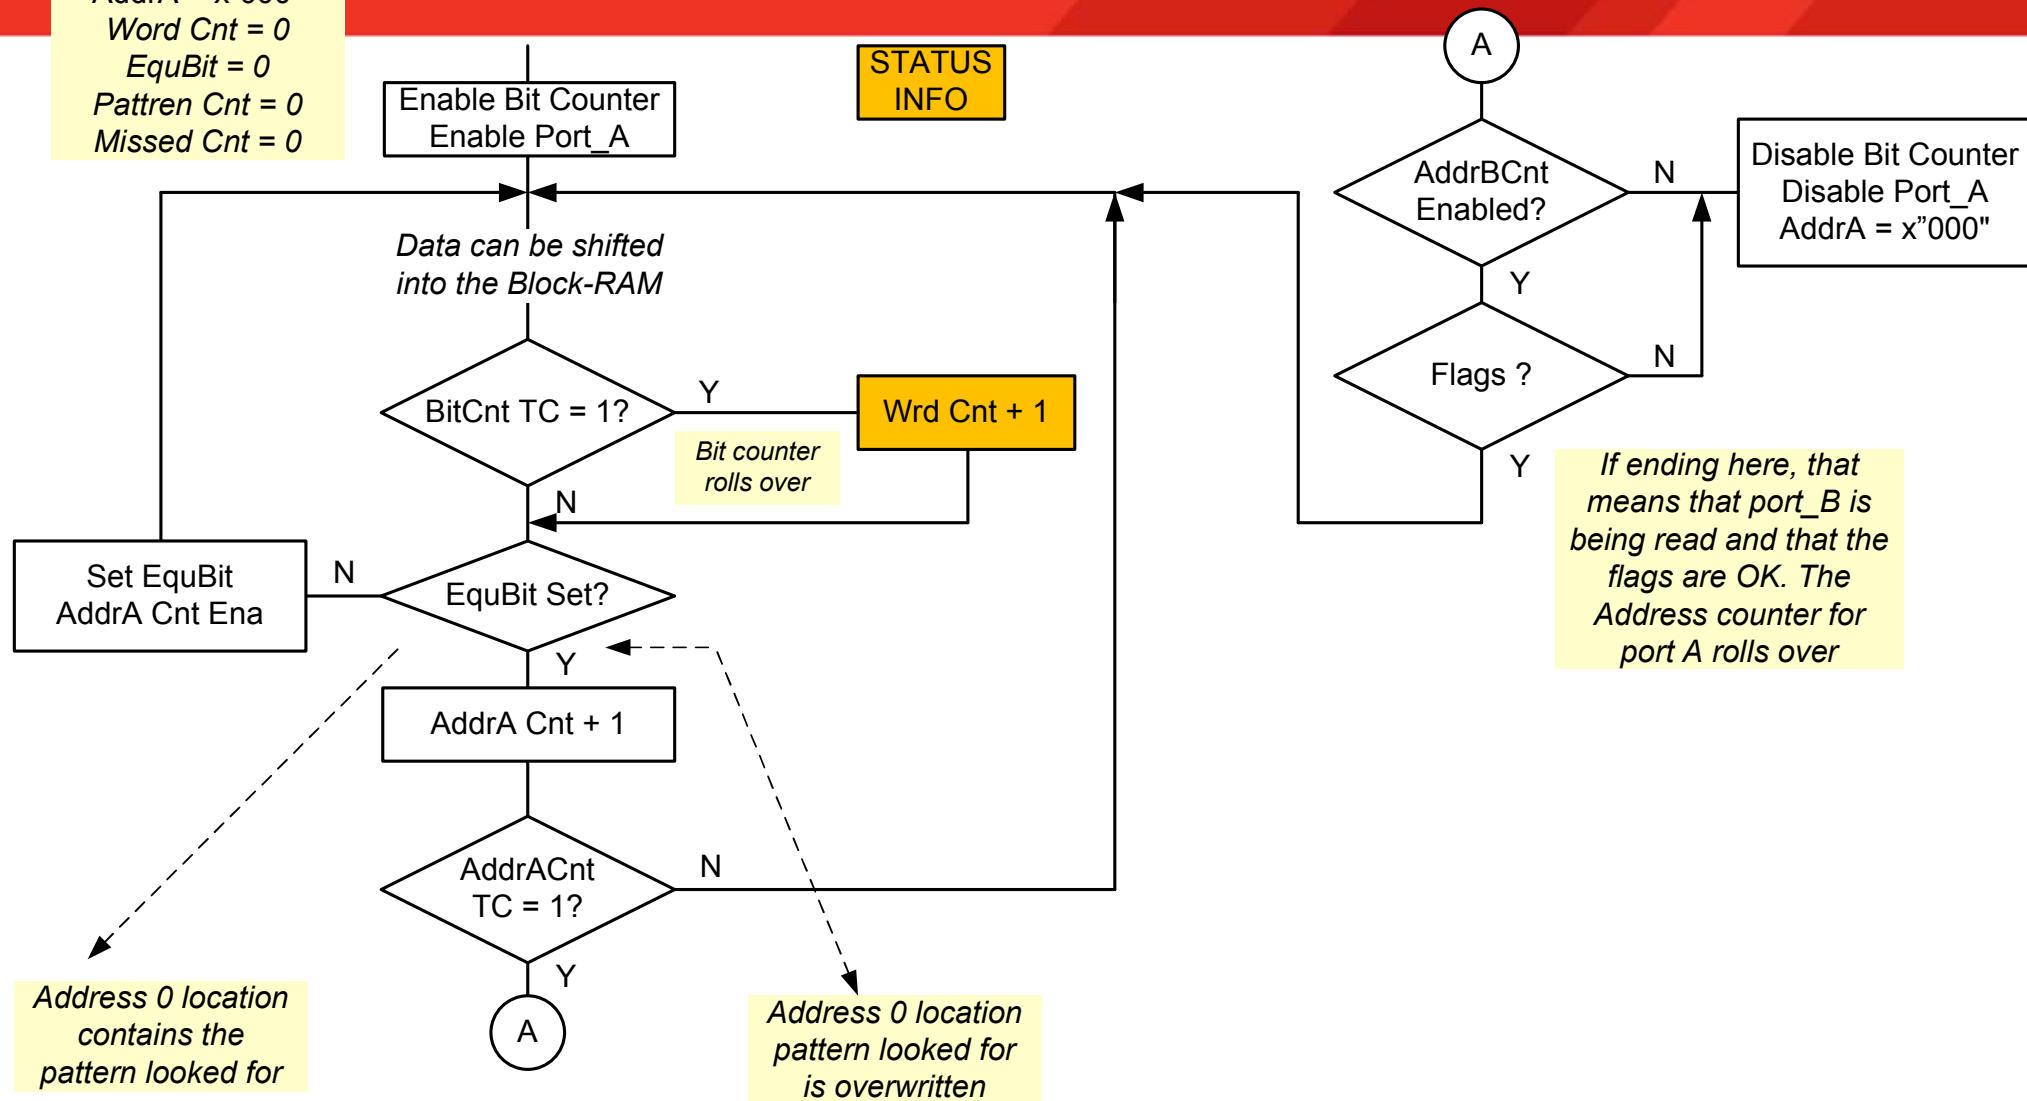 Word Cnt = 0
EquBit = 0
Pattren Cnt = 0
Missed Cnt = 0
Enable Bit Counter
Enable Port_A
STATUS
INFO
Data can be shifted
into the Block-RAM
BitCnt TC = 1?
Y
Wrd Cnt + 1
Bit counter
rolls over
N
Set EquBit
AddrA Cnt Ena
N
EquBit Set?
Y
AddrA Cnt + 1
AddrACnt
TC = 1?
N
Y
A
Address 0 location
contains the
pattern looked for
Address 0 location
pattern looked for
is overwritten
A
AddrBCnt
Enabled?
N
Disable Bit Counter
Disable Port_A
AddrA = x”000"
Y
Flags ?
N
Y
If ending here, that
means that port_B is
being read and that the
flags are OK. The
Address counter for
port A rolls over